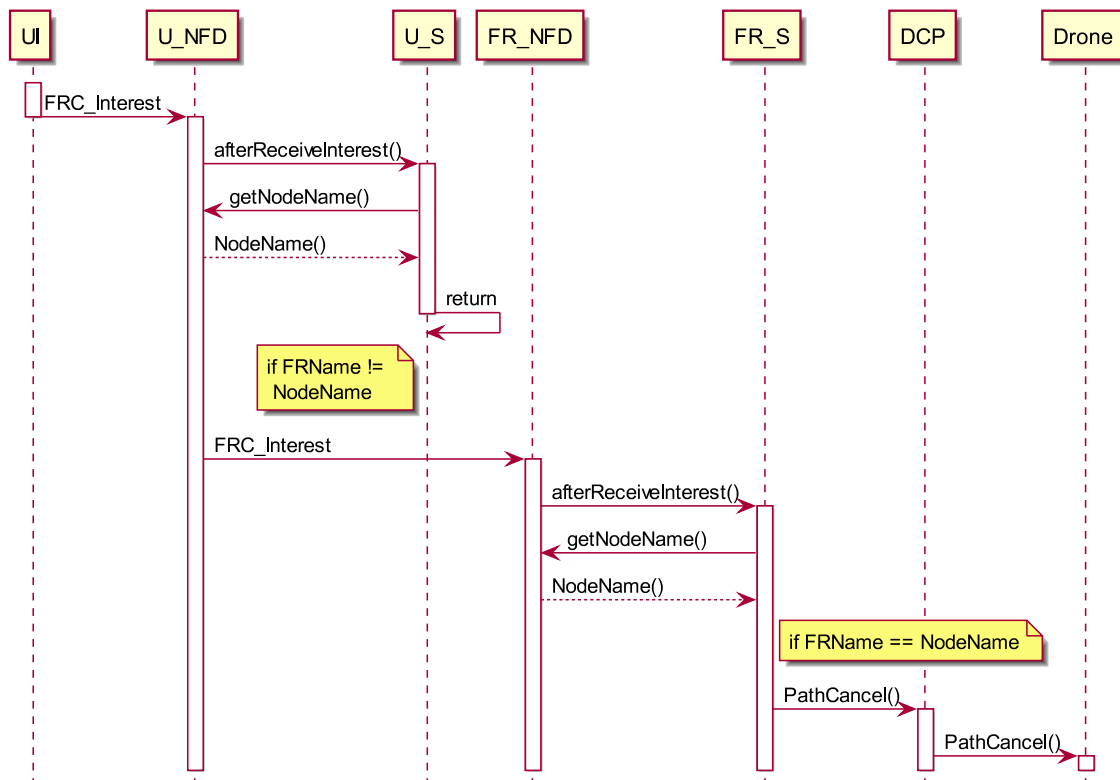 UI
U_NFD
U_S
FR_NFD
FR_S
DCP
Drone
FRC_Interest
afterReceiveInterest()
getNodeName()
NodeName()
return
if FRName !=
NodeName
FRC_Interest
afterReceiveInterest()
getNodeName()
NodeName()
if FRName == NodeName
PathCancel()
PathCancel()